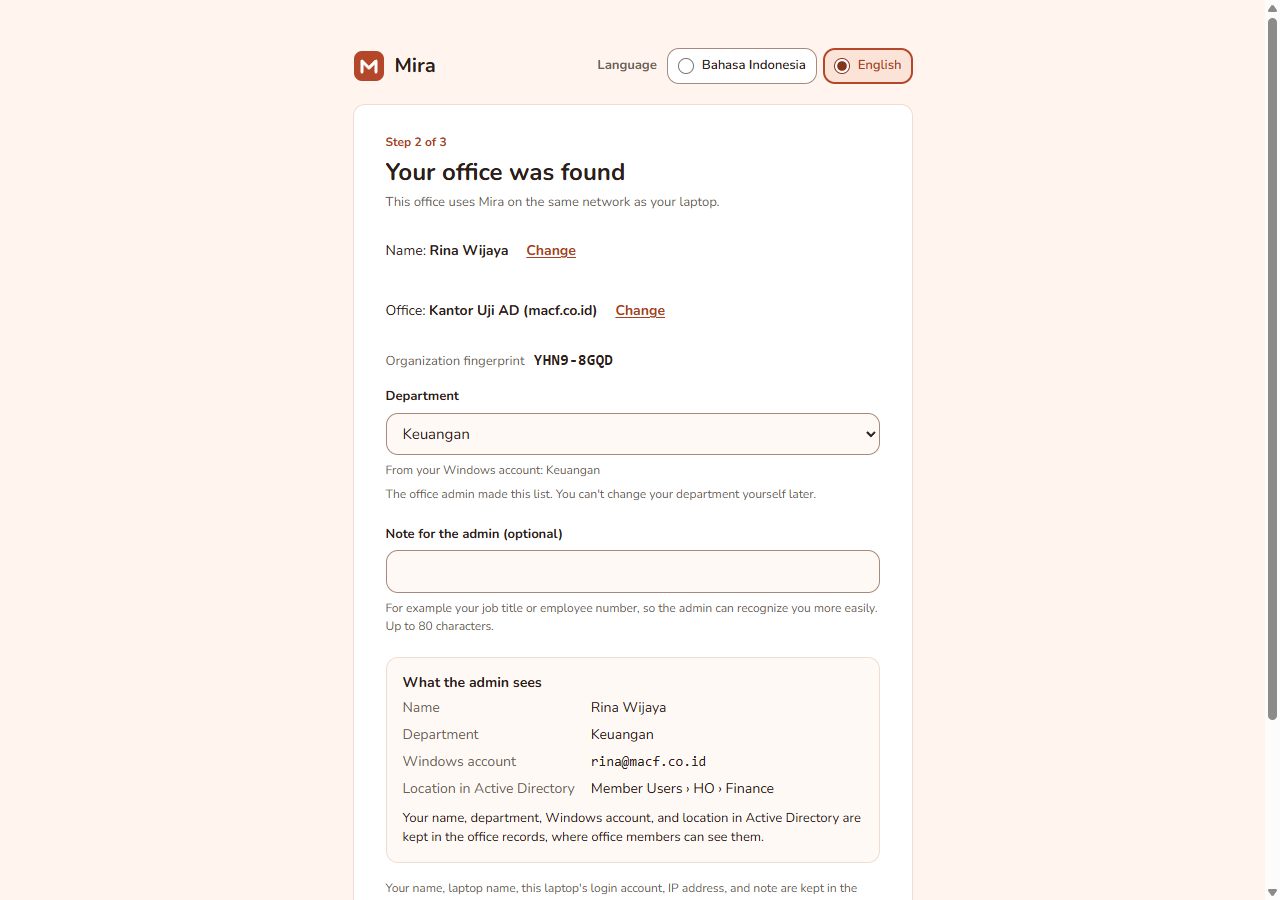 Mira
Language
Bahasa Indonesia
English
Step 2 of 3
Your office was found
This office uses Mira on the same network as your laptop.
Name: Rina Wijaya Change
Office: Kantor Uji AD (macf.co.id) Change
Organization fingerprint YHN9-8GQD
Department
Keuangan
From your Windows account: Keuangan
The office admin made this list. You can't change your department yourself later.
Note for the admin (optional)
For example your job title or employee number, so the admin can recognize you more easily.
Up to 80 characters.
What the admin sees
Name Rina Wijaya
Department Keuangan
Windows account rina@macf.co.id
Location in Active Directory Member Users › HO › Finance
Your name, department, Windows account, and location in Active Directory are
kept in the office records, where office members can see them.
Your name, laptop name, this laptop's login account, IP address, and note are kept in the